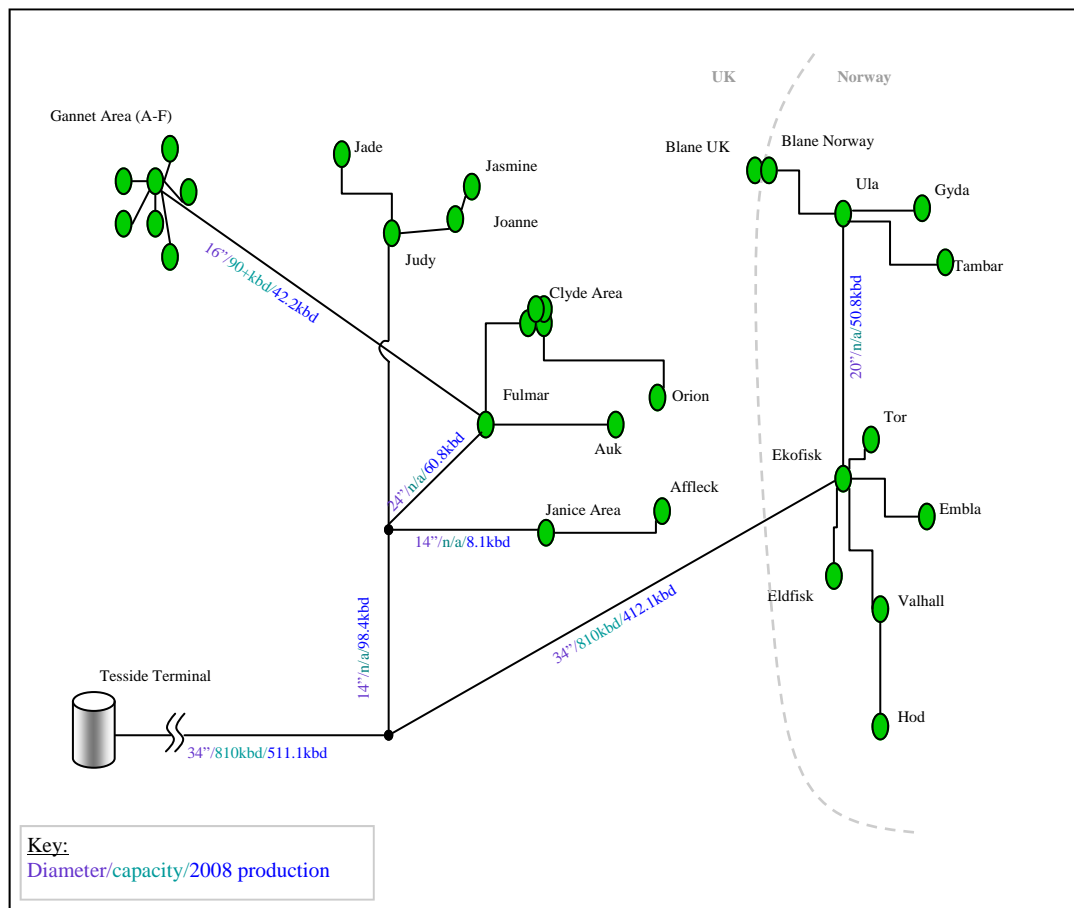 UK
Norway
Gannet Area (A-F)
Jade
Jasmine
Joanne
Judy
Blane UK
Blane Norway
Ula
Gyda
Tambar
16”/90+kbd/42.2kbd
Clyde Area
20”/n/a/50.8kbd
Fulmar
Orion
Auk
Tor
Ekofisk
24”/n/a/60.8kbd
Affleck
Janice Area
Embla
14”/n/a/8.1kbd
Eldfisk
Valhall
34”/810kbd/412.1kbd
14”/n/a/98.4kbd
Tesside Terminal
Hod
34”/810kbd/511.1kbd
Key:
Diameter/capacity/2008 production